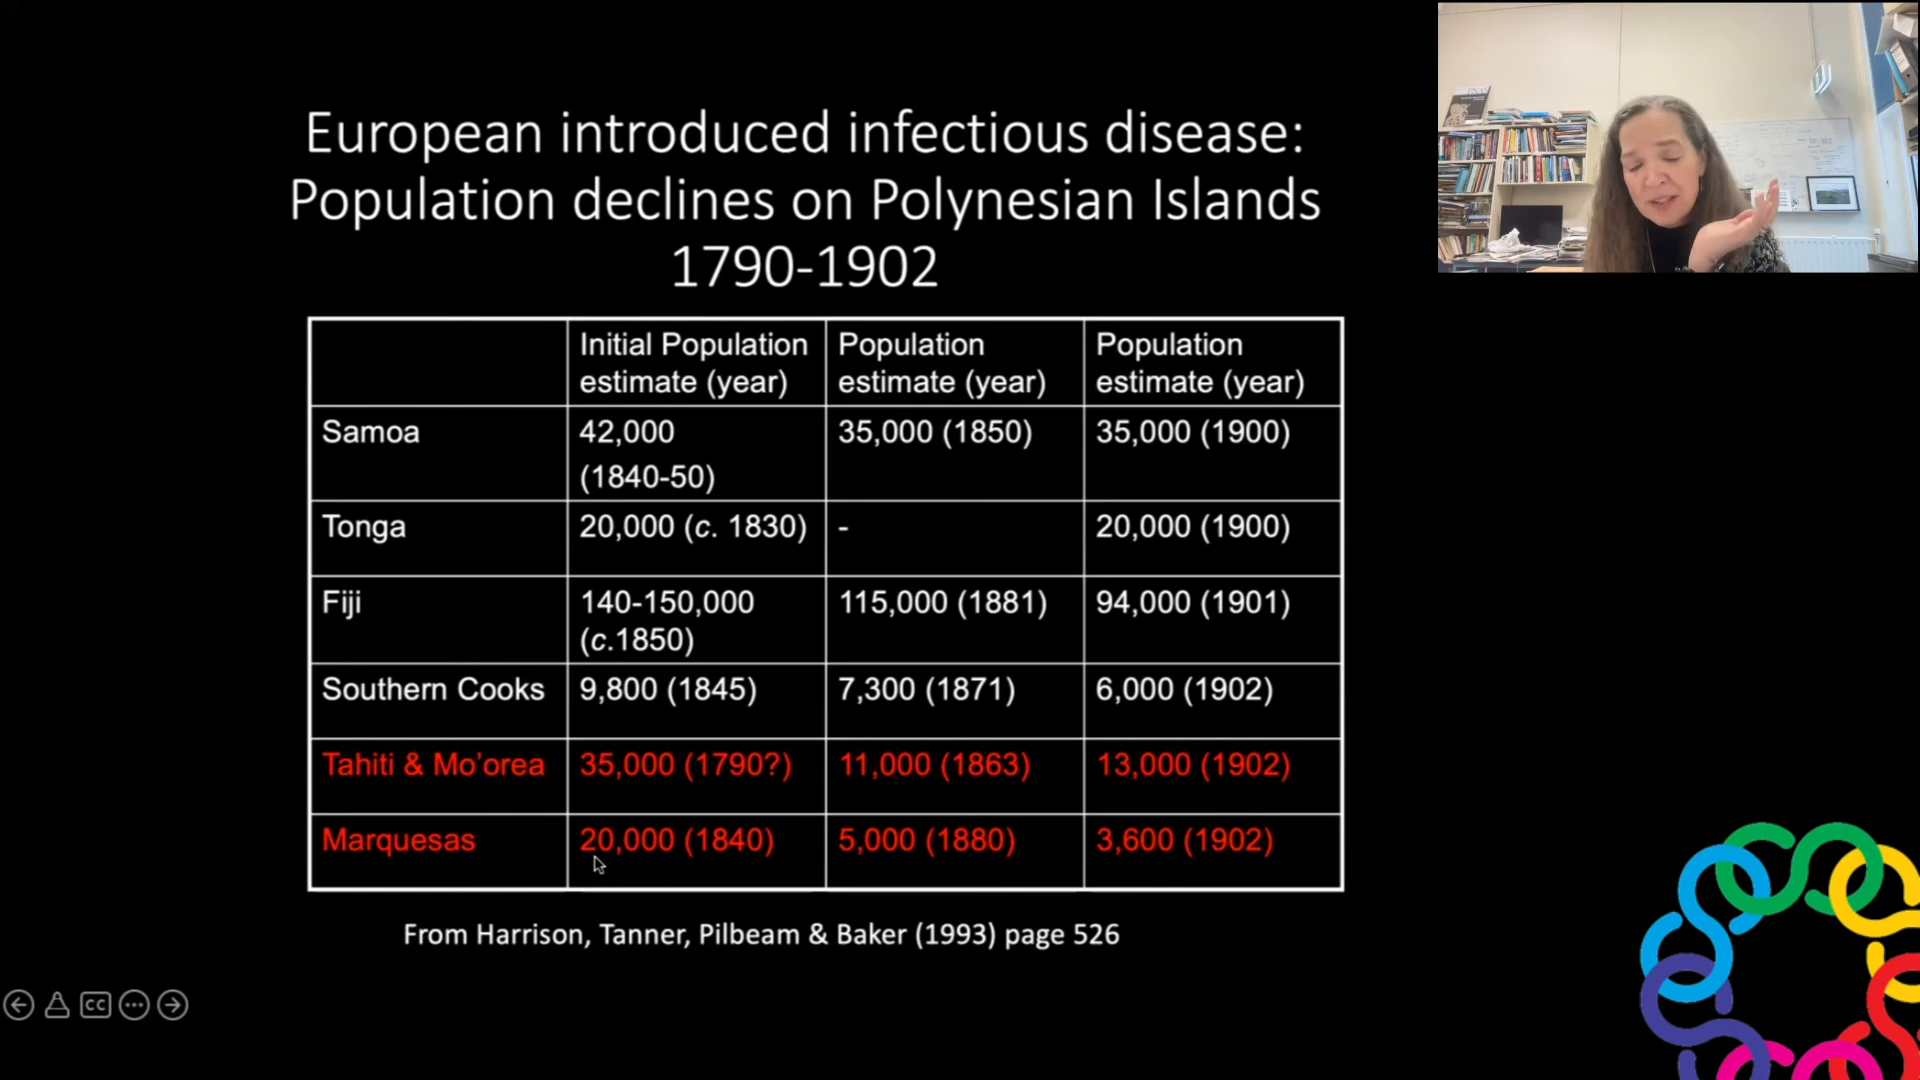 European introduced infectious disease:
Population declines on Polynesian Islands
1790-1902
Initial Population
estimate (year)
Population
estimate (year)
Population
estimate (year)
Samoa
42,000
(1840-50)
35,000 (1850)
35,000 (1900)
Tonga
20,000 (c. 1830)
-
20,000 (1900)
Fiji
140-150,000
(c.1850)
115,000 (1881)
94,000 (1901)
Southern Cooks
9,800 (1845)
7,300 (1871)
6,000 (1902)
Tahiti & Mo'orea
35,000 (1790?)
11,000 (1863)
13,000 (1902)
Marquesas
20,000 (1840)
5,000 (1880)
3,600 (1902)
From Harrison, Tanner, Pilbeam & Baker (1993) page 526
CC